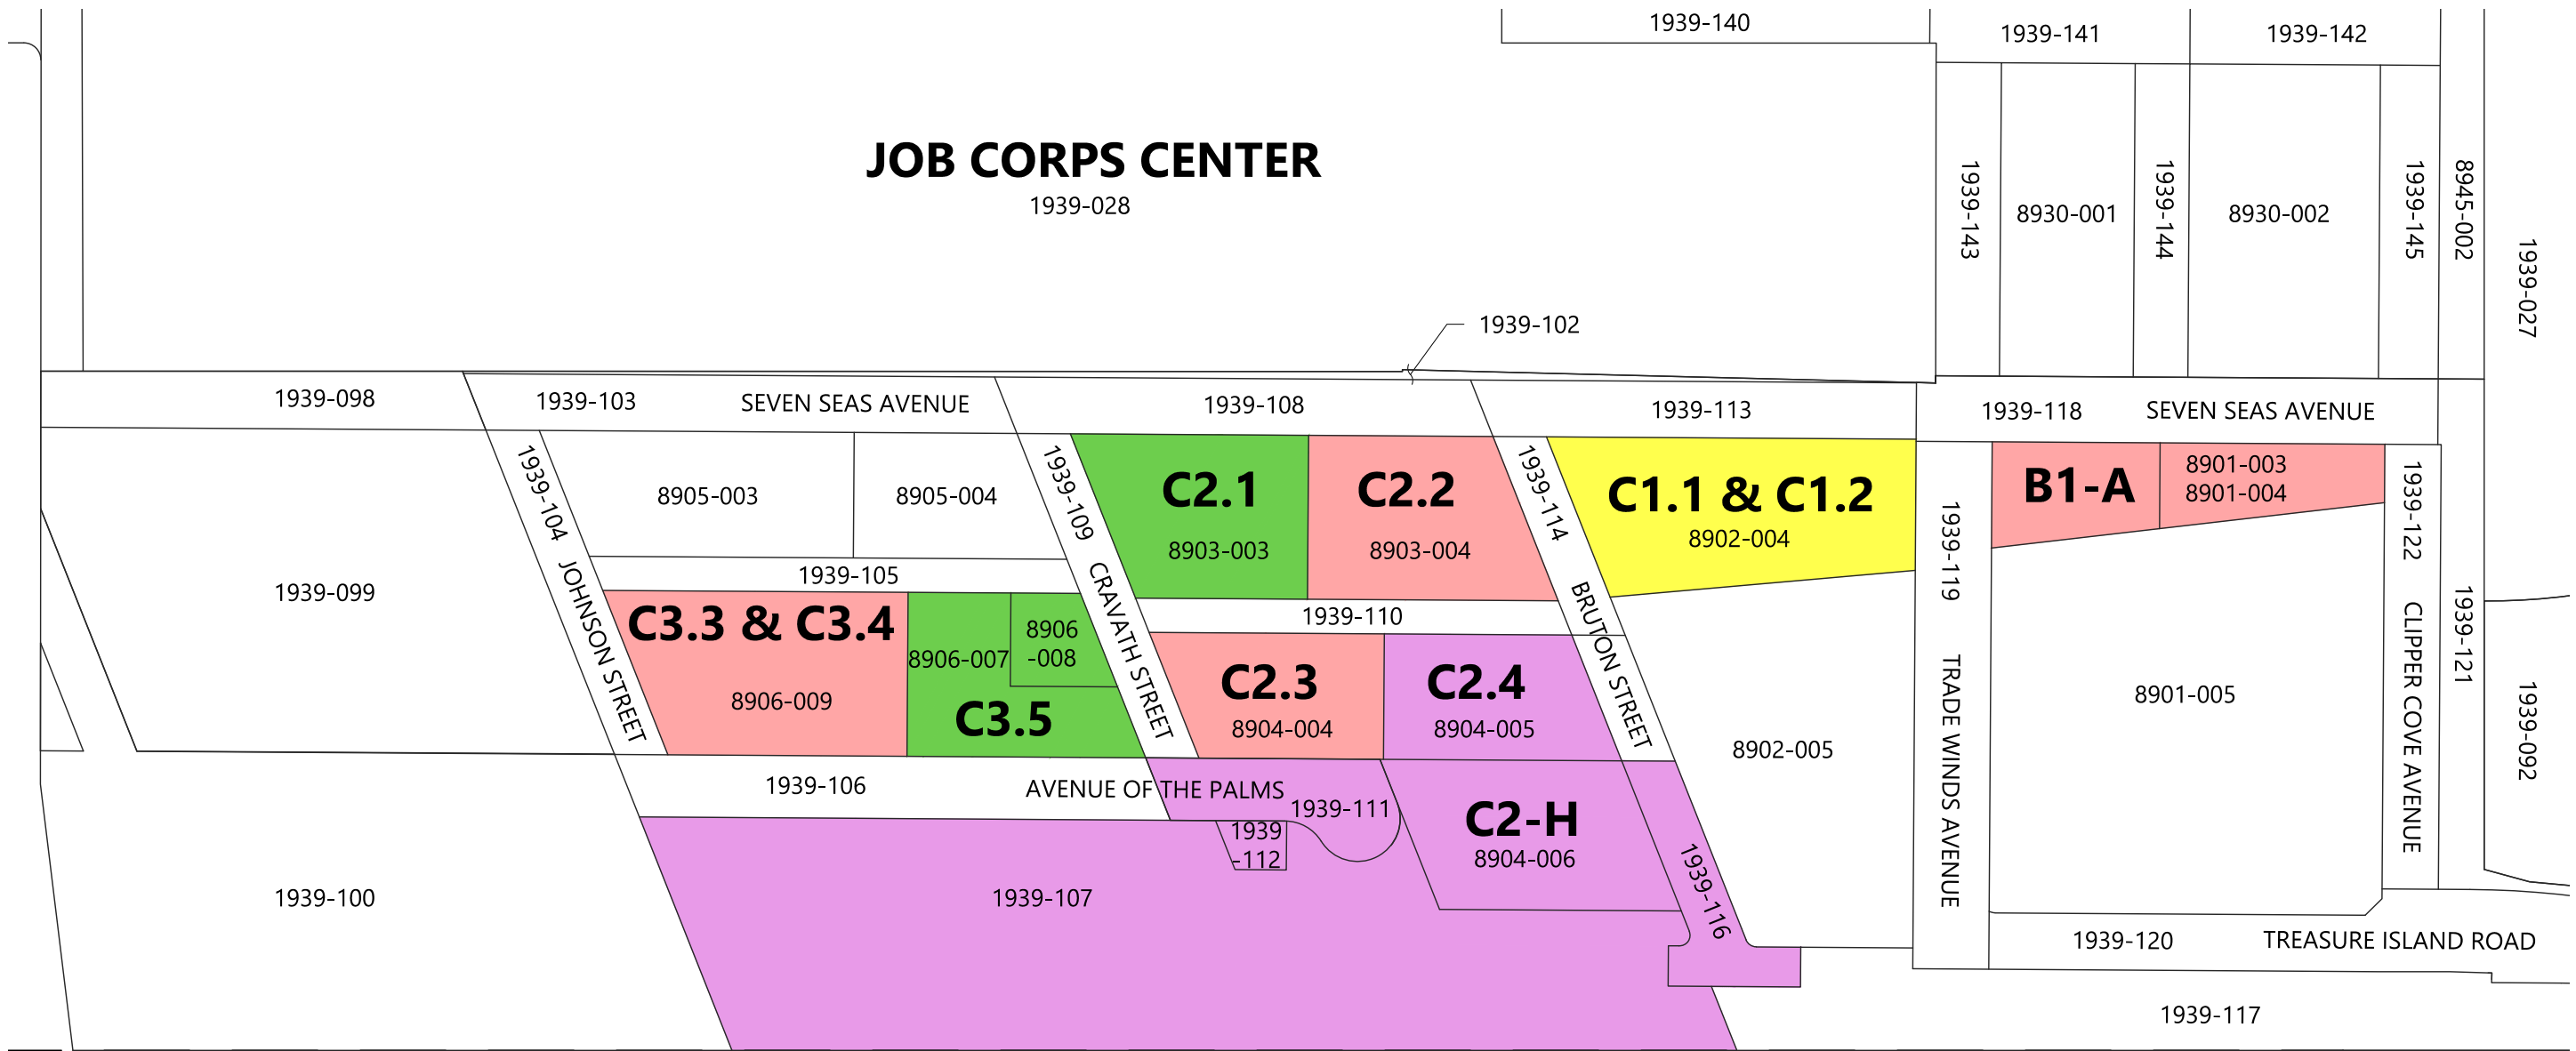 1939-140
1939-141
1939-142
JOB CORPS CENTER
1939-028
1939-143
8930-001
1939-144
8930-002
1939-145
8945-002
1939-027
1939-102
1939-098
1939-103
SEVEN SEAS AVENUE
1939-108
1939-113
1939-118
SEVEN SEAS AVENUE
1939-099
1939-104
JOHNSON STREET
8905-003
8905-004
1939-105
C3.3 & C3.4
8906-009
8906-007
8906
-008
C3.5
1939-109
CRAVATH STREET
C2.1
8903-003
C2.2
8903-004
1939-110
C2.3
8904-004
C2.4
8904-005
1939-114
BRUTON STREET
C1.1 & C1.2
8902-004
8902-005
1939-119
TRADE WINDS AVENUE
B1-A
8901-003
8901-004
8901-005
1939-122
CLIPPER COVE AVENUE
1939-121
1939-092
1939-106
AVENUE OF THE PALMS
1939-111
1939
-112
C2-H
8904-006
1939-116
1939-100
1939-107
1939-120
TREASURE ISLAND ROAD
1939-117